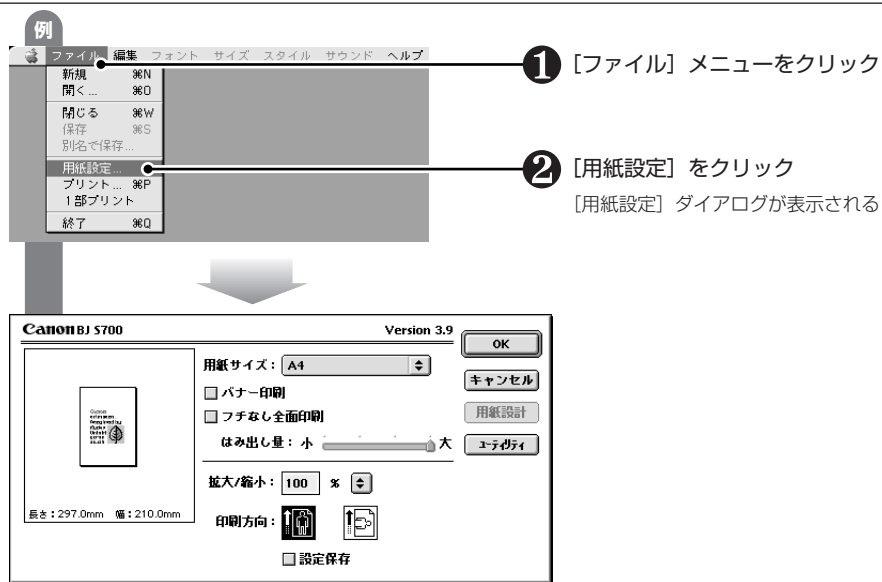 例
ファイル 編集 フォント サイズ スタイル サウンド ヘルプ
新規 ⌘N
開く... ⌘O
閉じる ⌘W
保存 ⌘S
別名で保存...
用紙設定...
プリント... ⌘P
1部プリント
終了 ⌘Q
❶ ［ファイル］メニューをクリック
❷ ［用紙設定］をクリック
［用紙設定］ダイアログが表示される
Canon BJ S700 Version 3.9
OK
用紙サイズ： A4
キャンセル
バナー印刷
フチなし全面印刷
用紙設計
はみ出し量： 小 大
ユーティリティ
拡大/縮小： 100 %
長さ：297.0mm 幅：210.0mm
印刷方向：
設定保存